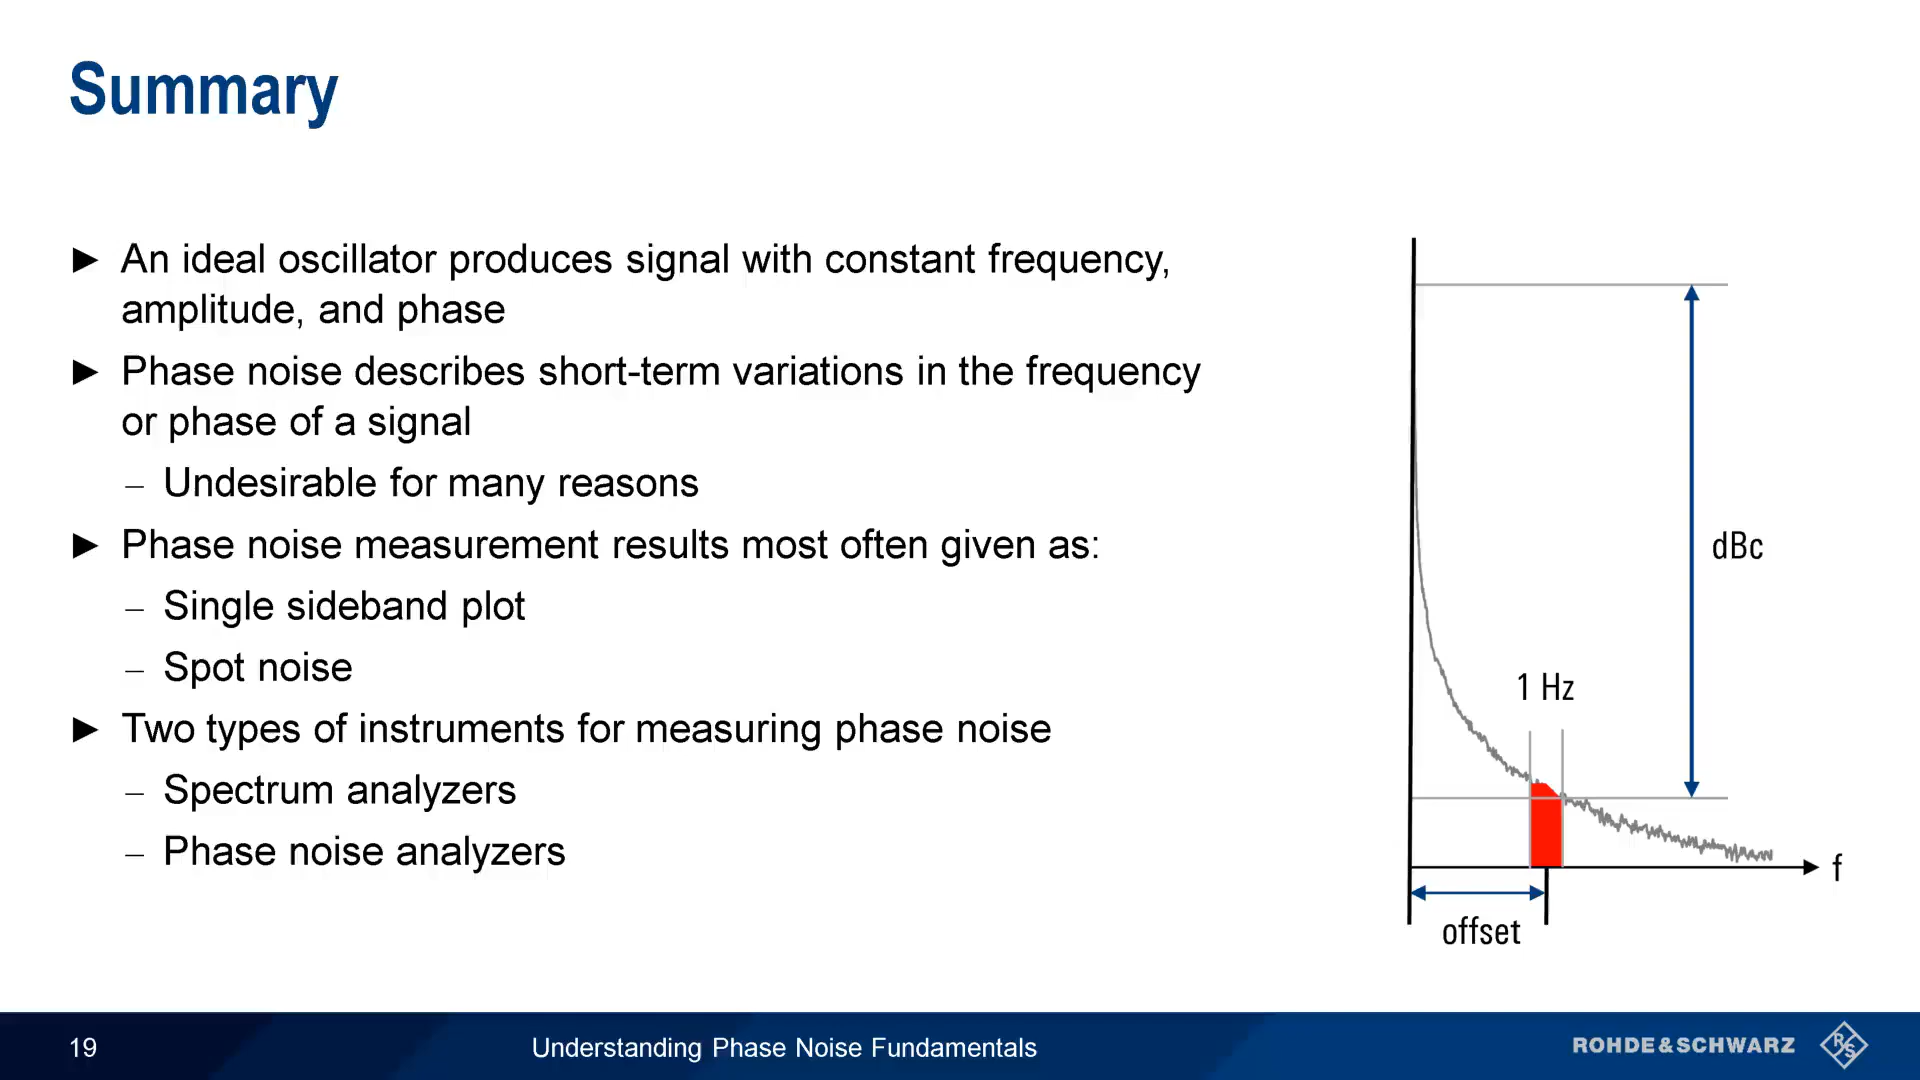 Summary
► An ideal oscillator produces signal with constant frequency,
amplitude, and phase
► Phase noise describes short-term variations in the frequency
or phase of a signal
– Undesirable for many reasons
► Phase noise measurement results most often given as:
– Single sideband plot
– Spot noise
► Two types of instruments for measuring phase noise
– Spectrum analyzers
– Phase noise analyzers
dBc
1 Hz
f
offset
19
Understanding Phase Noise Fundamentals
ROHDE&SCHWARZ
R&S